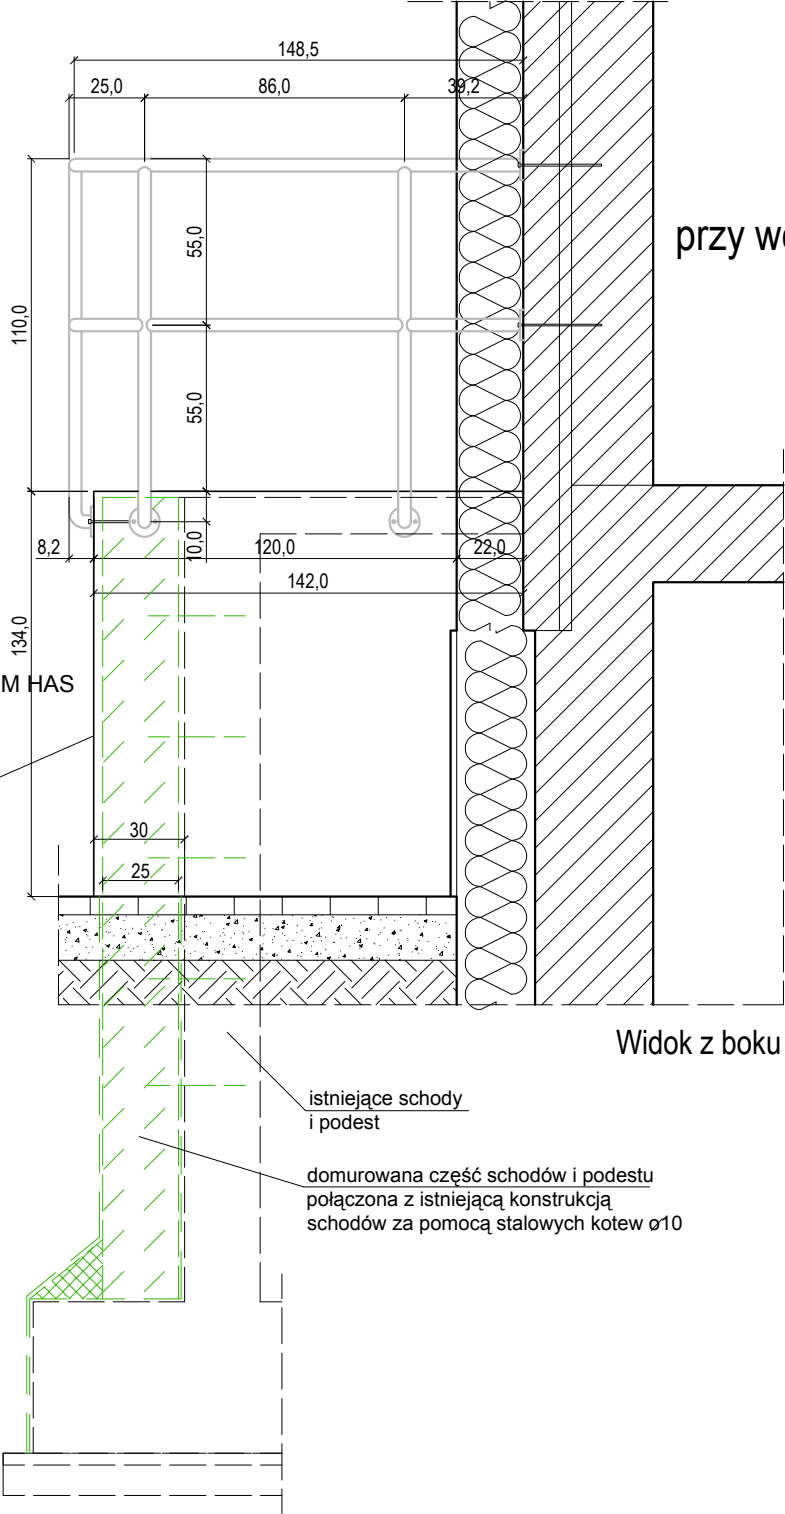 148,5
25,0
86,0
39,2
przy w
55,0
110,0
55,0
8,2
10,0
120,0
22,0
142,0
134,0
M HAS
30
25
Widok z boku
istniejące schody
i podest
domurowana część schodów i podestu
połączona z istniejącą konstrukcją
schodów za pomocą stalowych kotew ø10